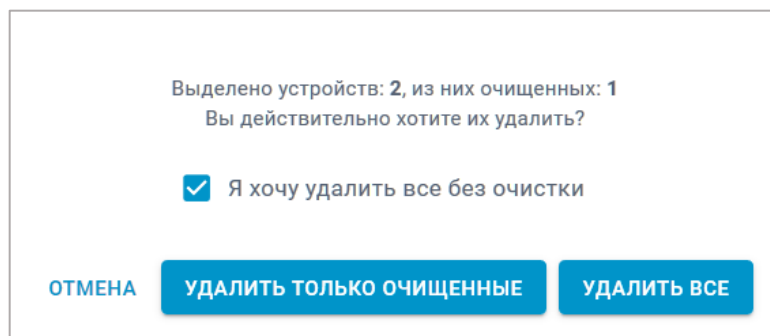 Выделено устройств: 2, из них очищенных: 1
Вы действительно хотите их удалить?
Я хочу удалить все без очистки
ОТМЕНА УДАЛИТЬ ТОЛЬКО ОЧИЩЕННЫЕ УДАЛИТЬ ВСЕ